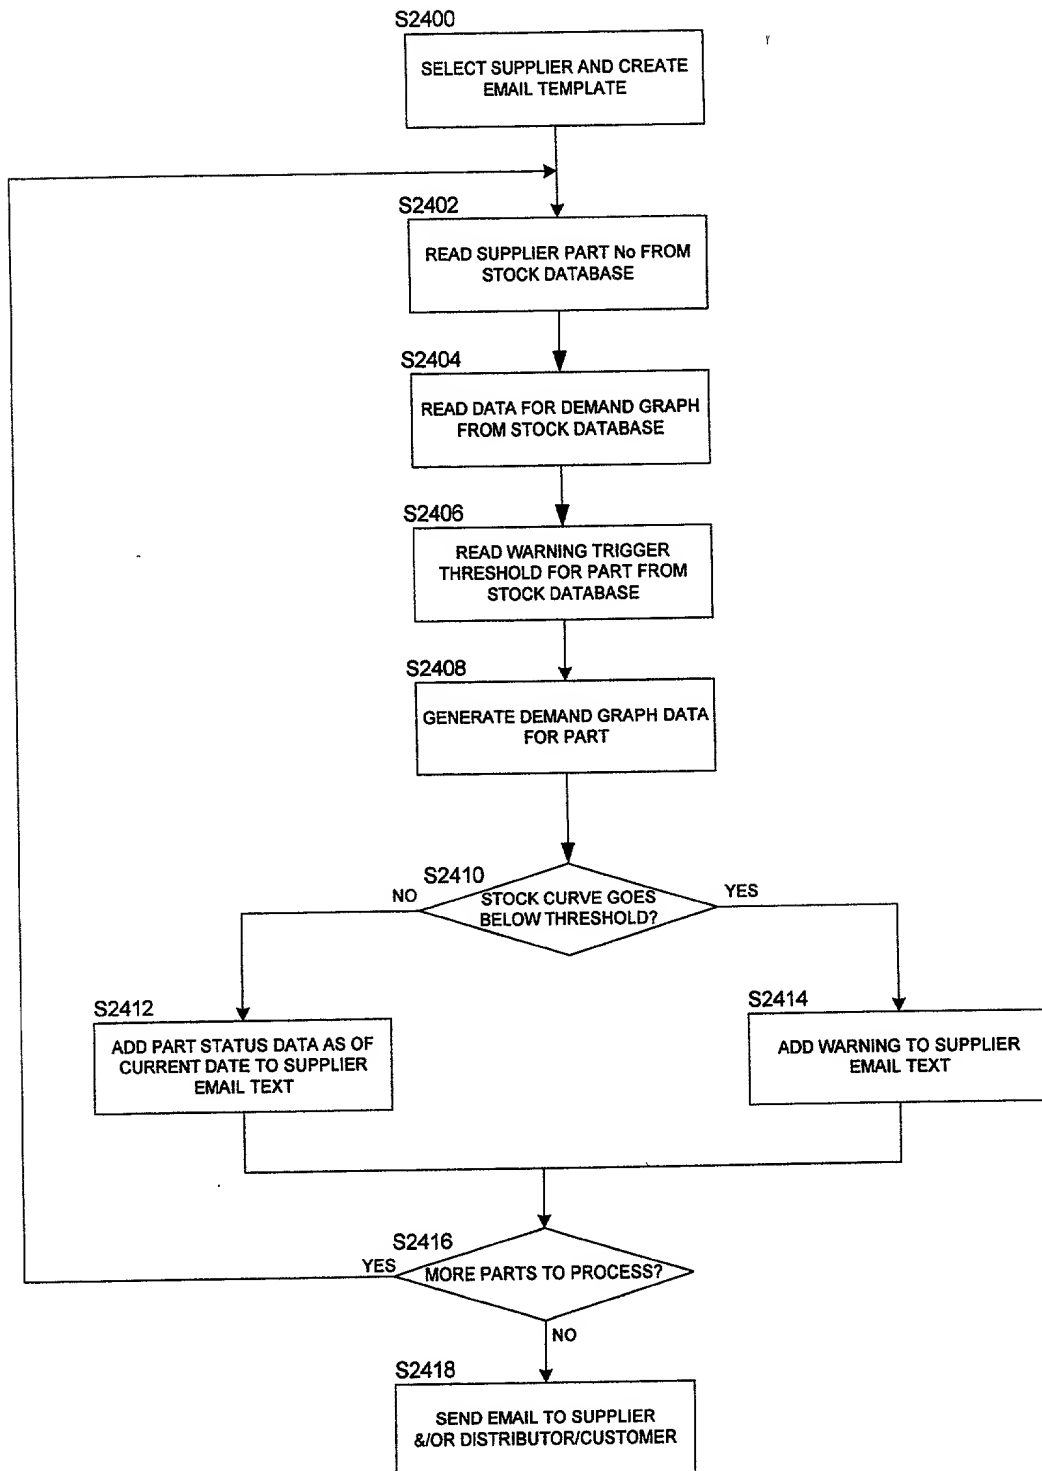 S2400
SELECT SUPPLIER AND CREATE
EMAIL TEMPLATE
S2402
READ SUPPLIER PART No FROM
STOCK DATABASE
S2404
READ DATA FOR DEMAND GRAPH
FROM STOCK DATABASE
S2406
READ WARNING TRIGGER
THRESHOLD FOR PART FROM
STOCK DATABASE
S2408
GENERATE DEMAND GRAPH DATA
FOR PART
S2410
NO
STOCK CURVE GOES
BELOW THRESHOLD?
YES
S2412
ADD PART STATUS DATA AS OF
CURRENT DATE TO SUPPLIER
EMAIL TEXT
S2414
ADD WARNING TO SUPPLIER
EMAIL TEXT
S2416
YES
MORE PARTS TO PROCESS?
NO
S2418
SEND EMAIL TO SUPPLIER
&/OR DISTRIBUTOR/CUSTOMER